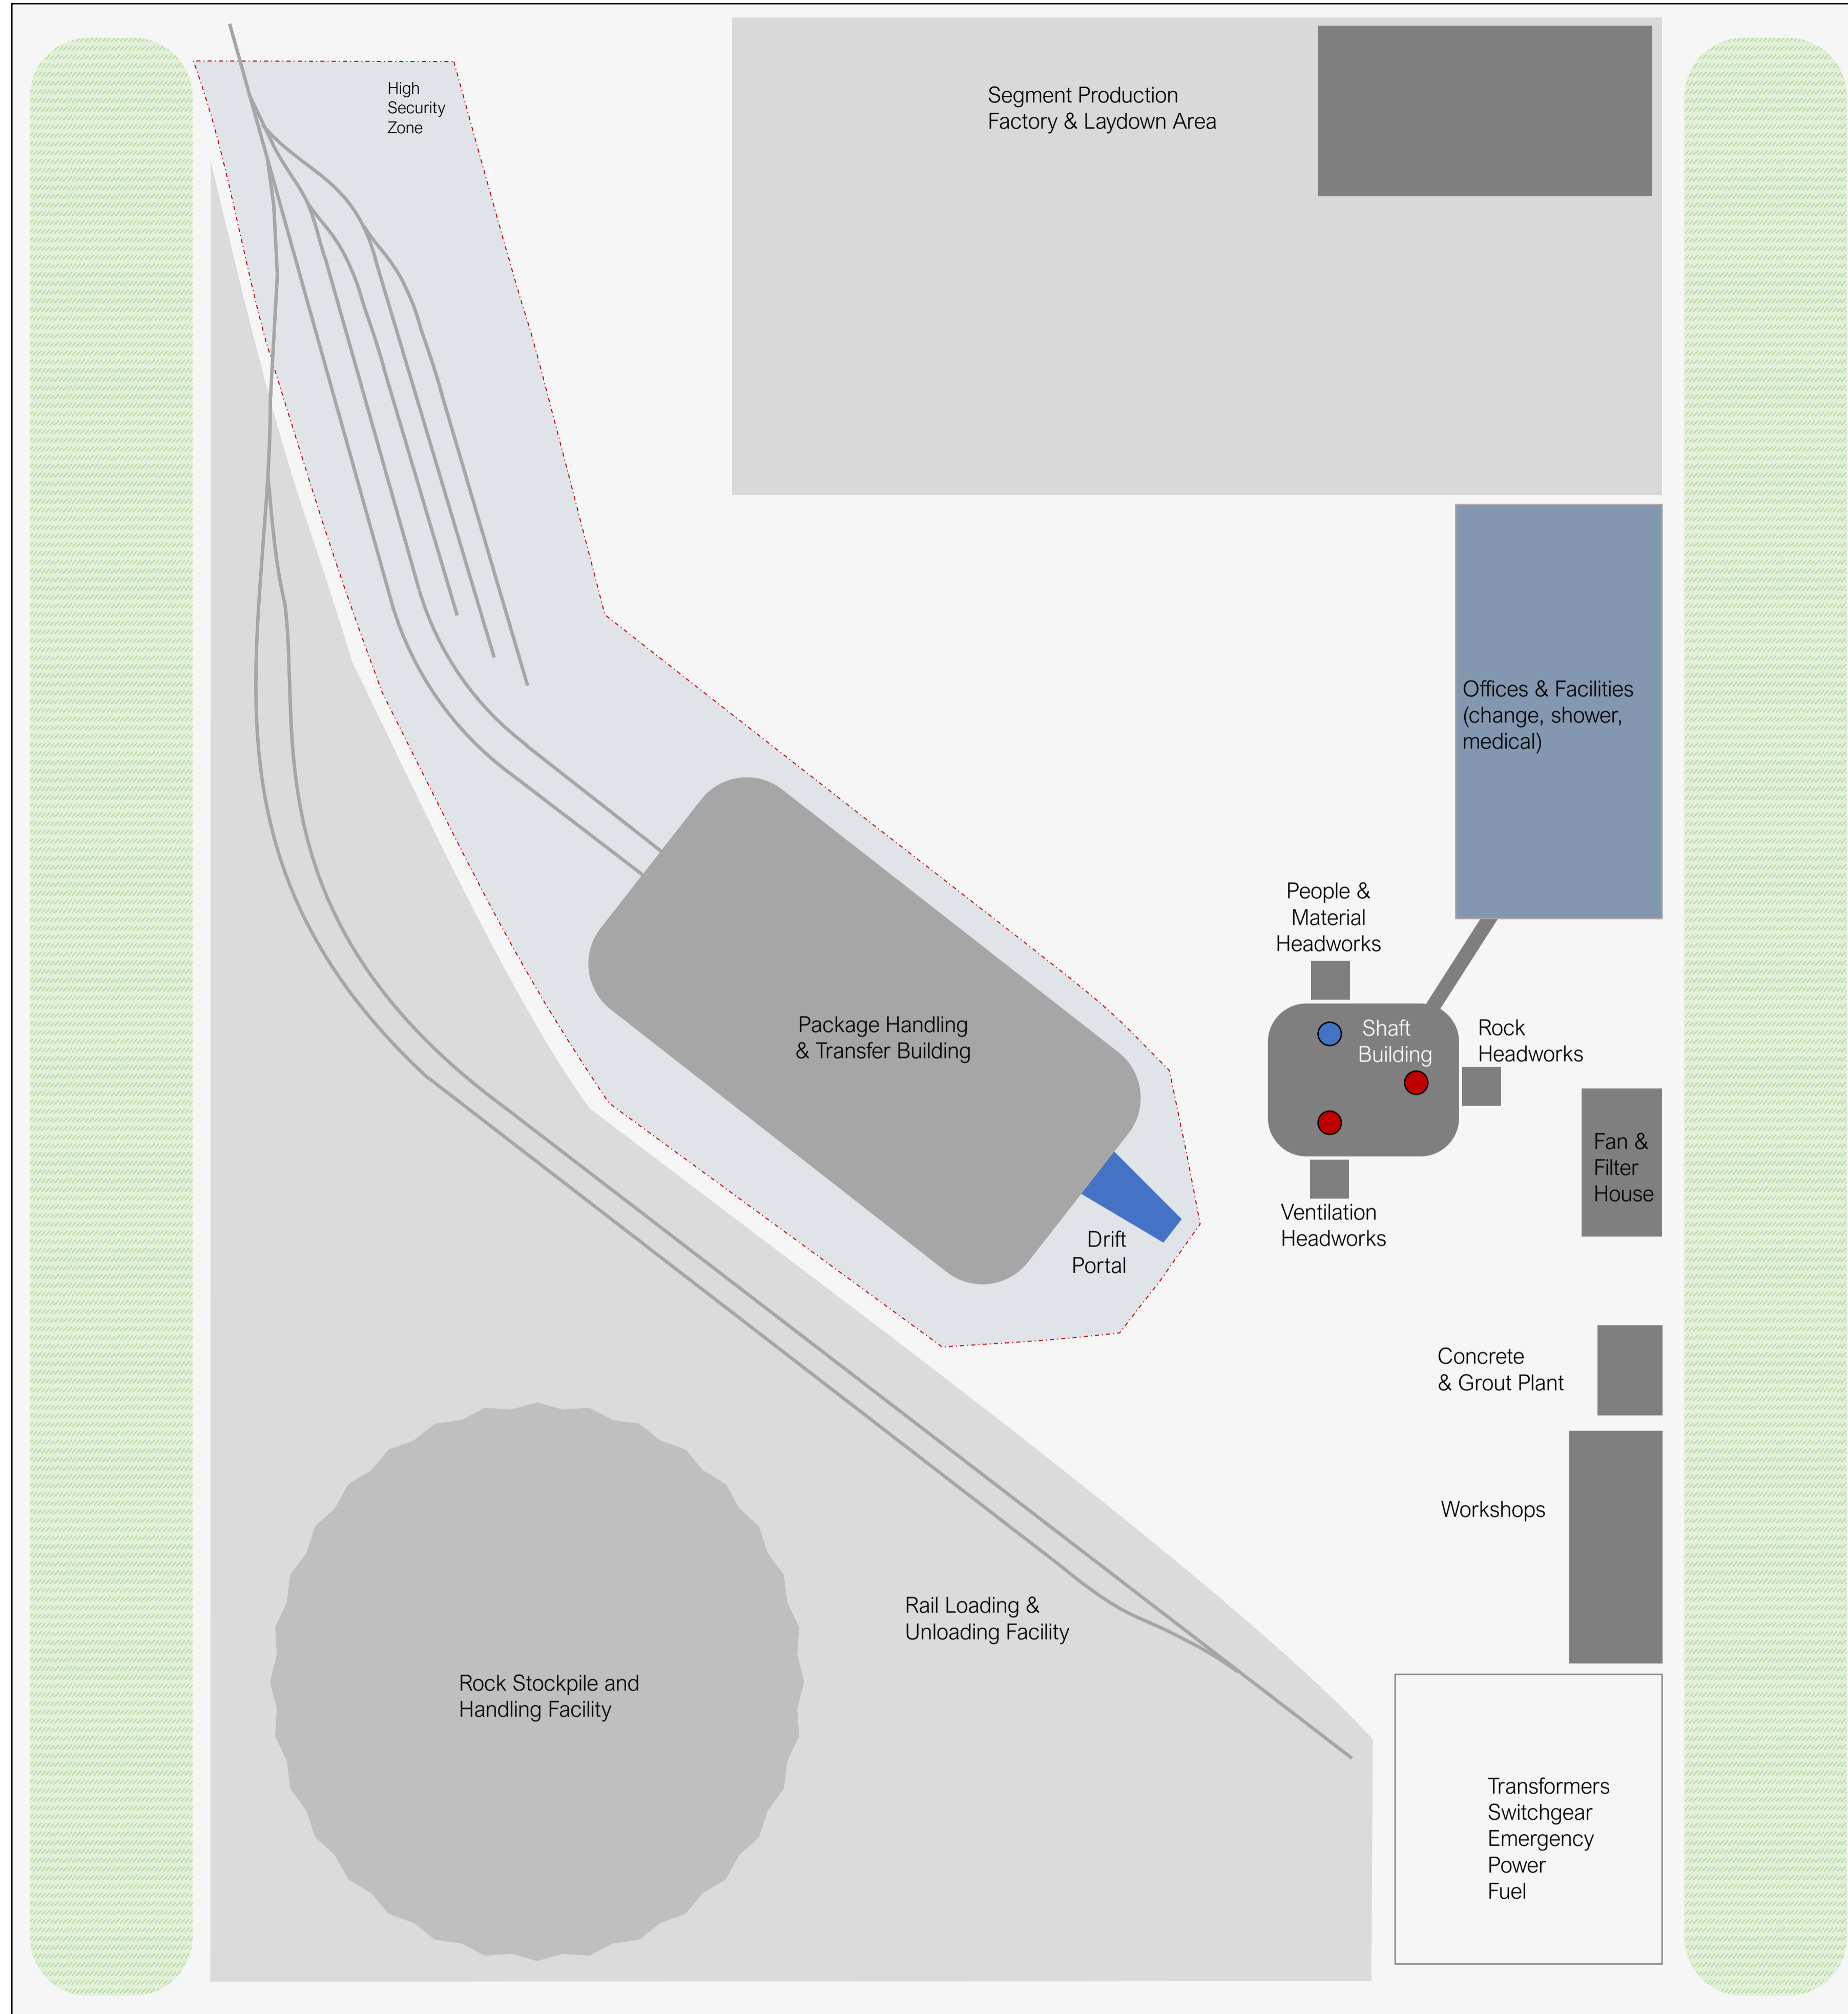 High
Security
Zone
Segment Production
Factory & Laydown Area
Offices & Facilities
(change, shower,
medical)
People &
Material
Headworks
Package Handling
& Transfer Building
Shaft
Building
Rock
Headworks
Fan &
Filter
House
Ventilation
Headworks
Drift
Portal
Concrete
& Grout Plant
Workshops
Rail Loading &
Unloading Facility
Rock Stockpile and
Handling Facility
Transformers
Switchgear
Emergency
Power
Fuel